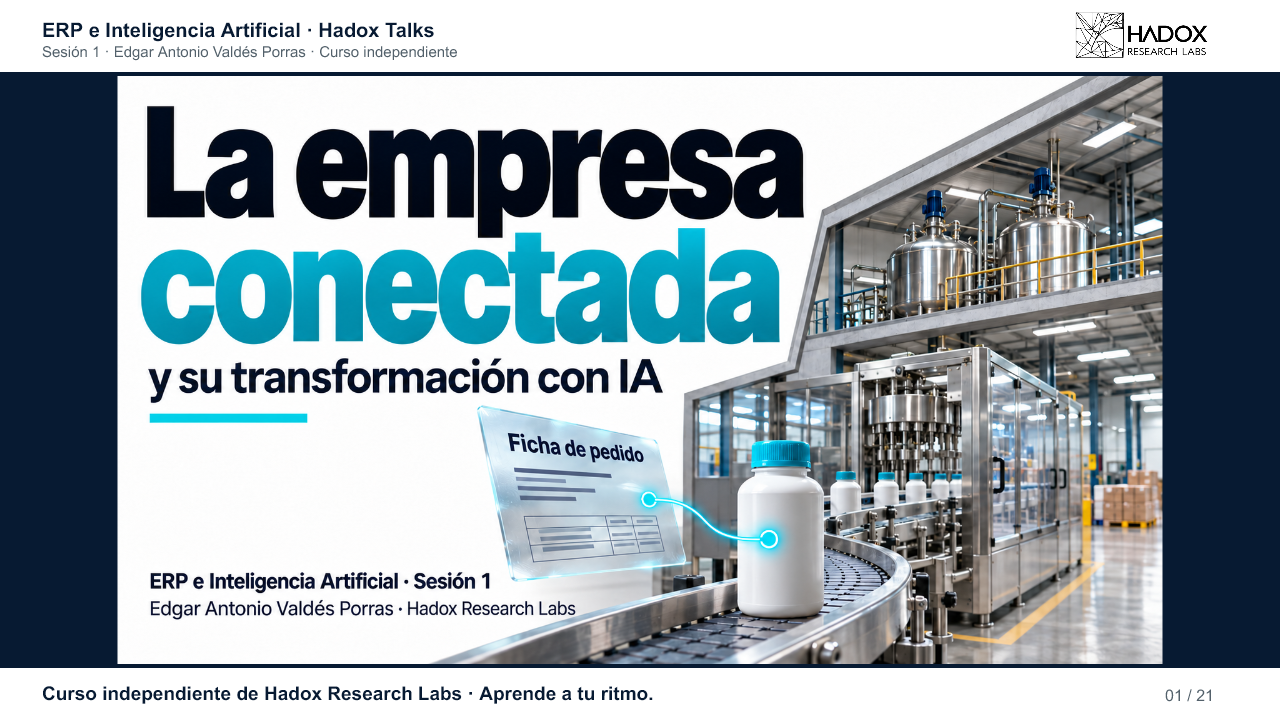 ERP e Inteligencia Artificial · Hadox Talks
Sesión 1 · Edgar Antonio Valdés Porras · Curso independiente
HADOX
RESEARCH LABS
La empresa
conectada
y su transformación con IA
Ficha de pedido
ERP e Inteligencia Artificial · Sesión 1
Edgar Antonio Valdés Porras · Hadox Research Labs
Curso independiente de Hadox Research Labs · Aprende a tu ritmo.
01 / 21